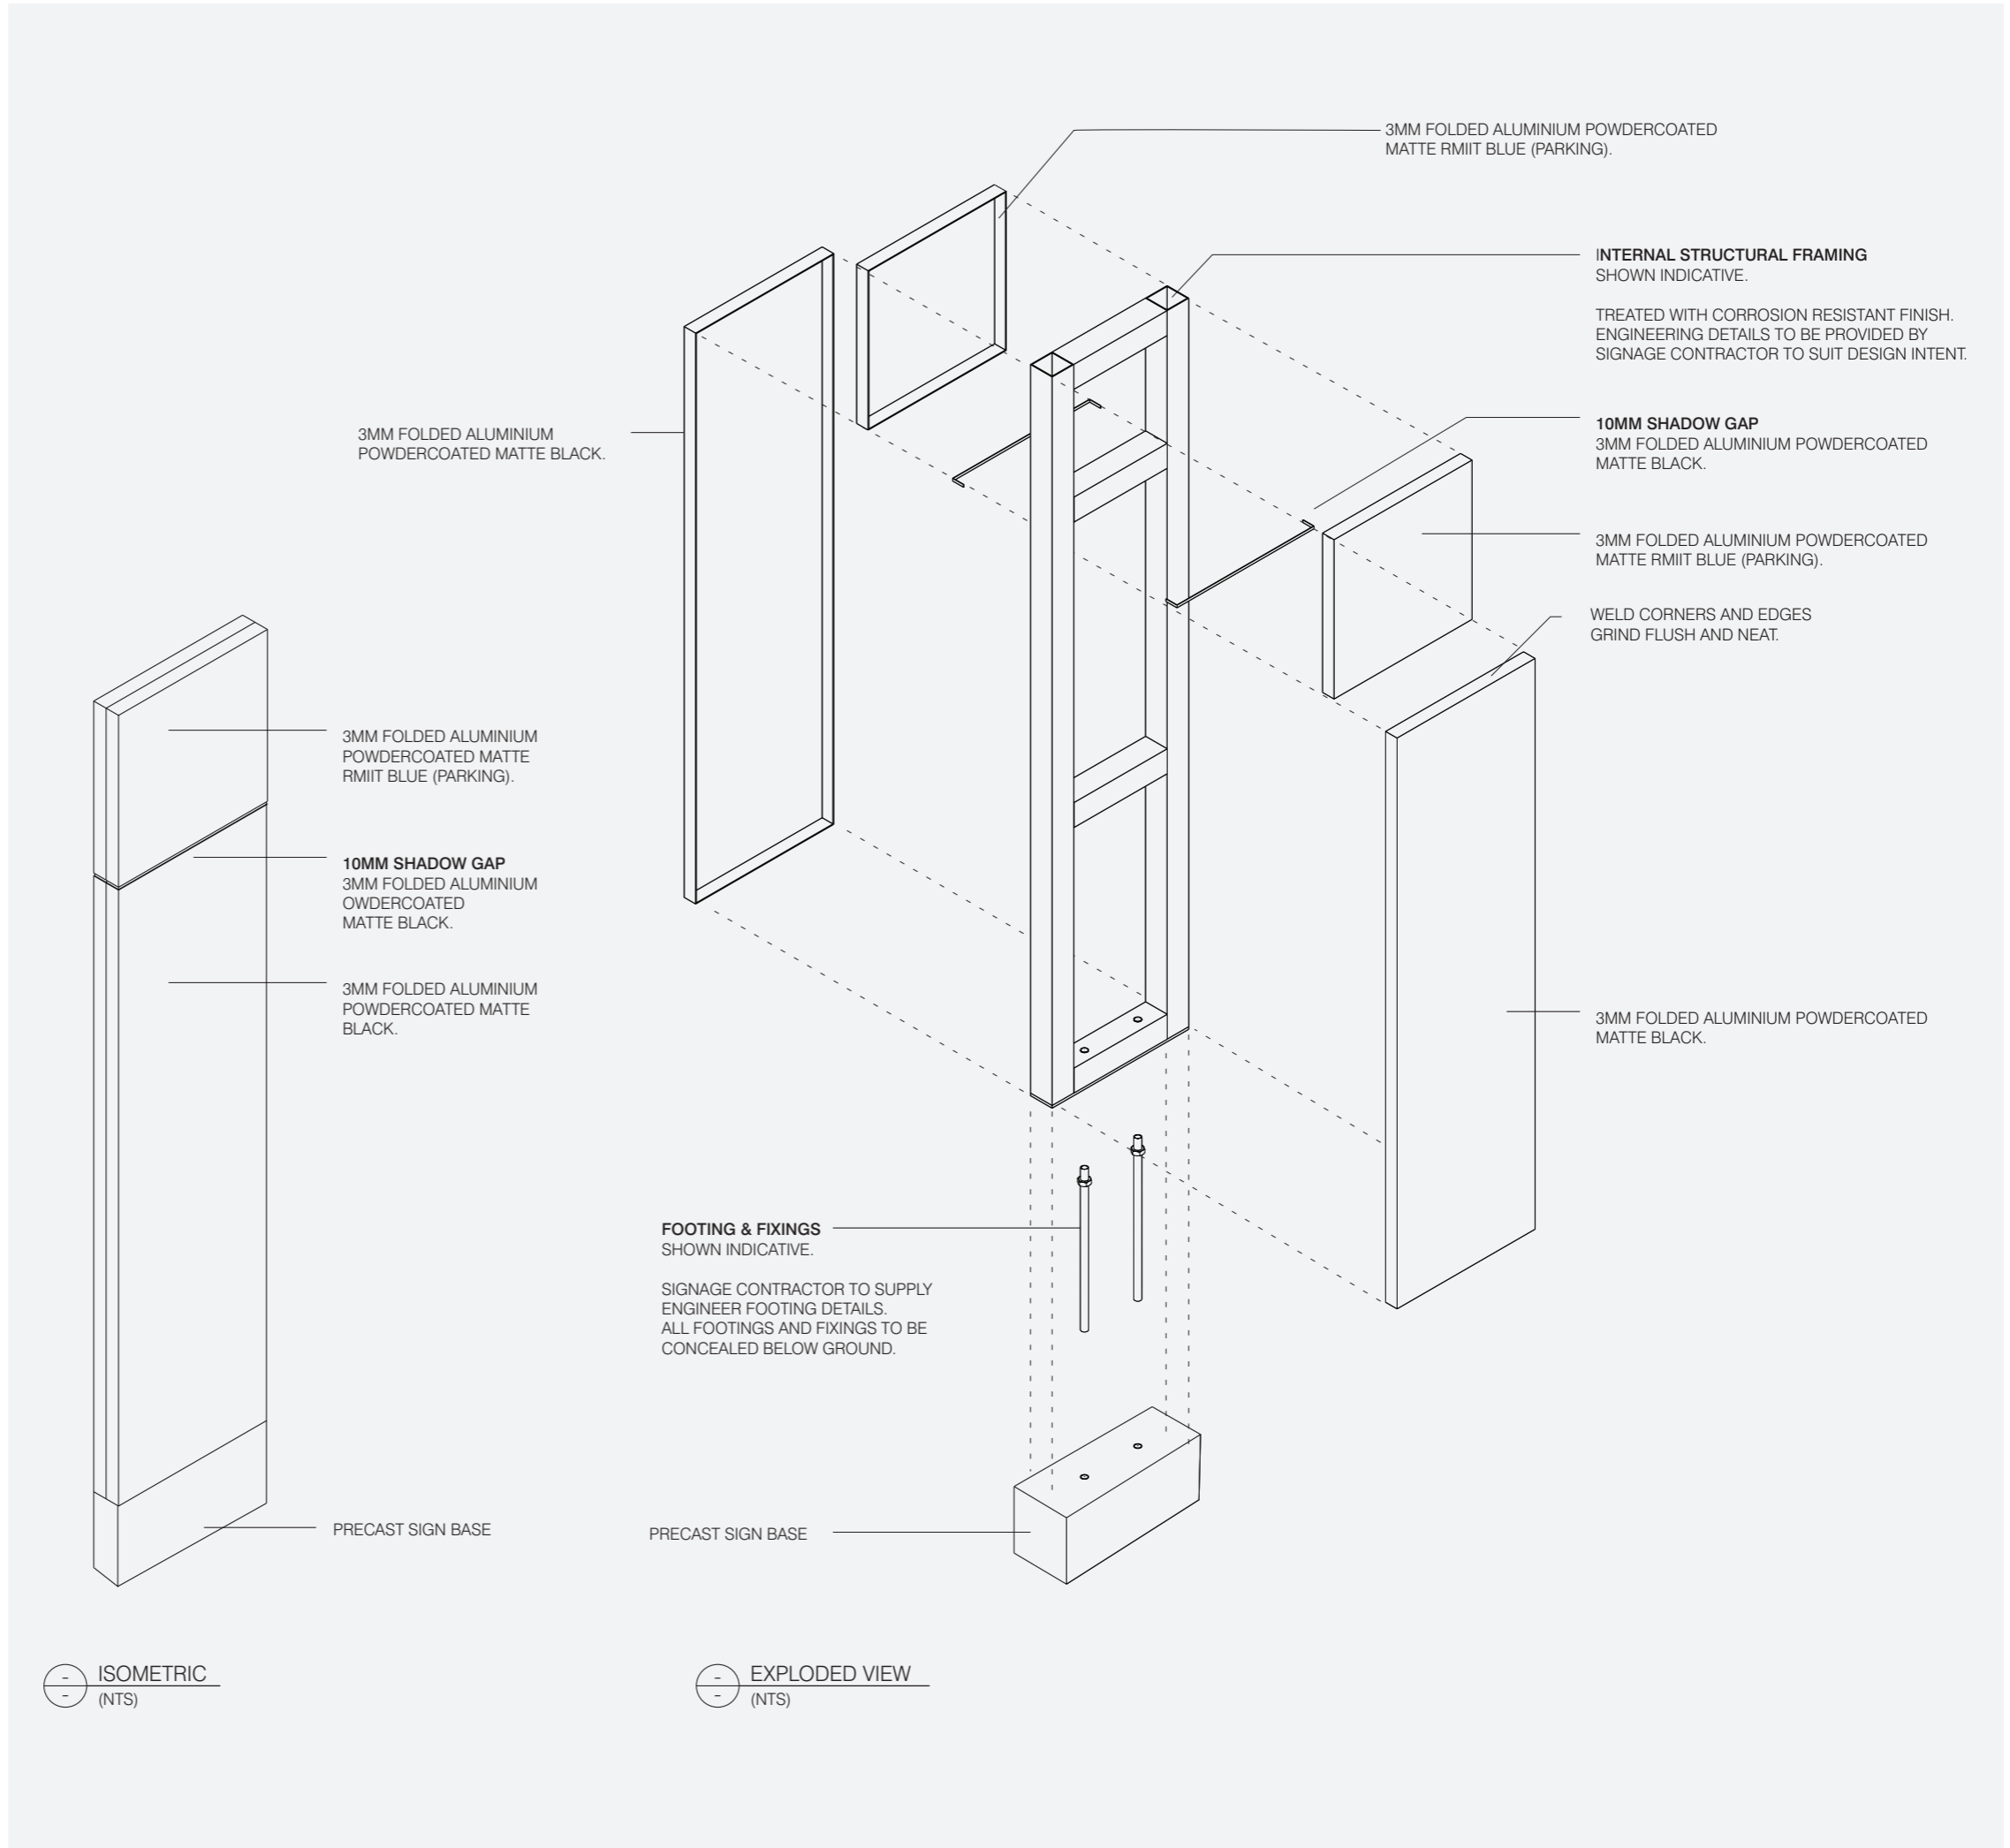 3MM FOLDED ALUMINIUM POWDERCOATED
MATTE RMIIT BLUE (PARKING).
INTERNAL STRUCTURAL FRAMING
SHOWN INDICATIVE.
TREATED WITH CORROSION RESISTANT FINISH.
ENGINEERING DETAILS TO BE PROVIDED BY
SIGNAGE CONTRACTOR TO SUIT DESIGN INTENT.
3MM FOLDED ALUMINIUM
POWDERCOATED MATTE BLACK.
10MM SHADOW GAP
3MM FOLDED ALUMINIUM POWDERCOATED
MATTE BLACK.
3MM FOLDED ALUMINIUM POWDERCOATED
MATTE RMIIT BLUE (PARKING).
WELD CORNERS AND EDGES
GRIND FLUSH AND NEAT.
3MM FOLDED ALUMINIUM
POWDERCOATED MATTE
RMIIT BLUE (PARKING).
10MM SHADOW GAP
3MM FOLDED ALUMINIUM
OWDERCOATED
MATTE BLACK.
3MM FOLDED ALUMINIUM
POWDERCOATED MATTE
BLACK.
3MM FOLDED ALUMINIUM POWDERCOATED
MATTE BLACK.
FOOTING & FIXINGS
SHOWN INDICATIVE.
SIGNAGE CONTRACTOR TO SUPPLY
ENGINEER FOOTING DETAILS.
ALL FOOTINGS AND FIXINGS TO BE
CONCEALED BELOW GROUND.
PRECAST SIGN BASE
PRECAST SIGN BASE
- ISOMETRIC
- (NTS)
- EXPLODED VIEW
- (NTS)